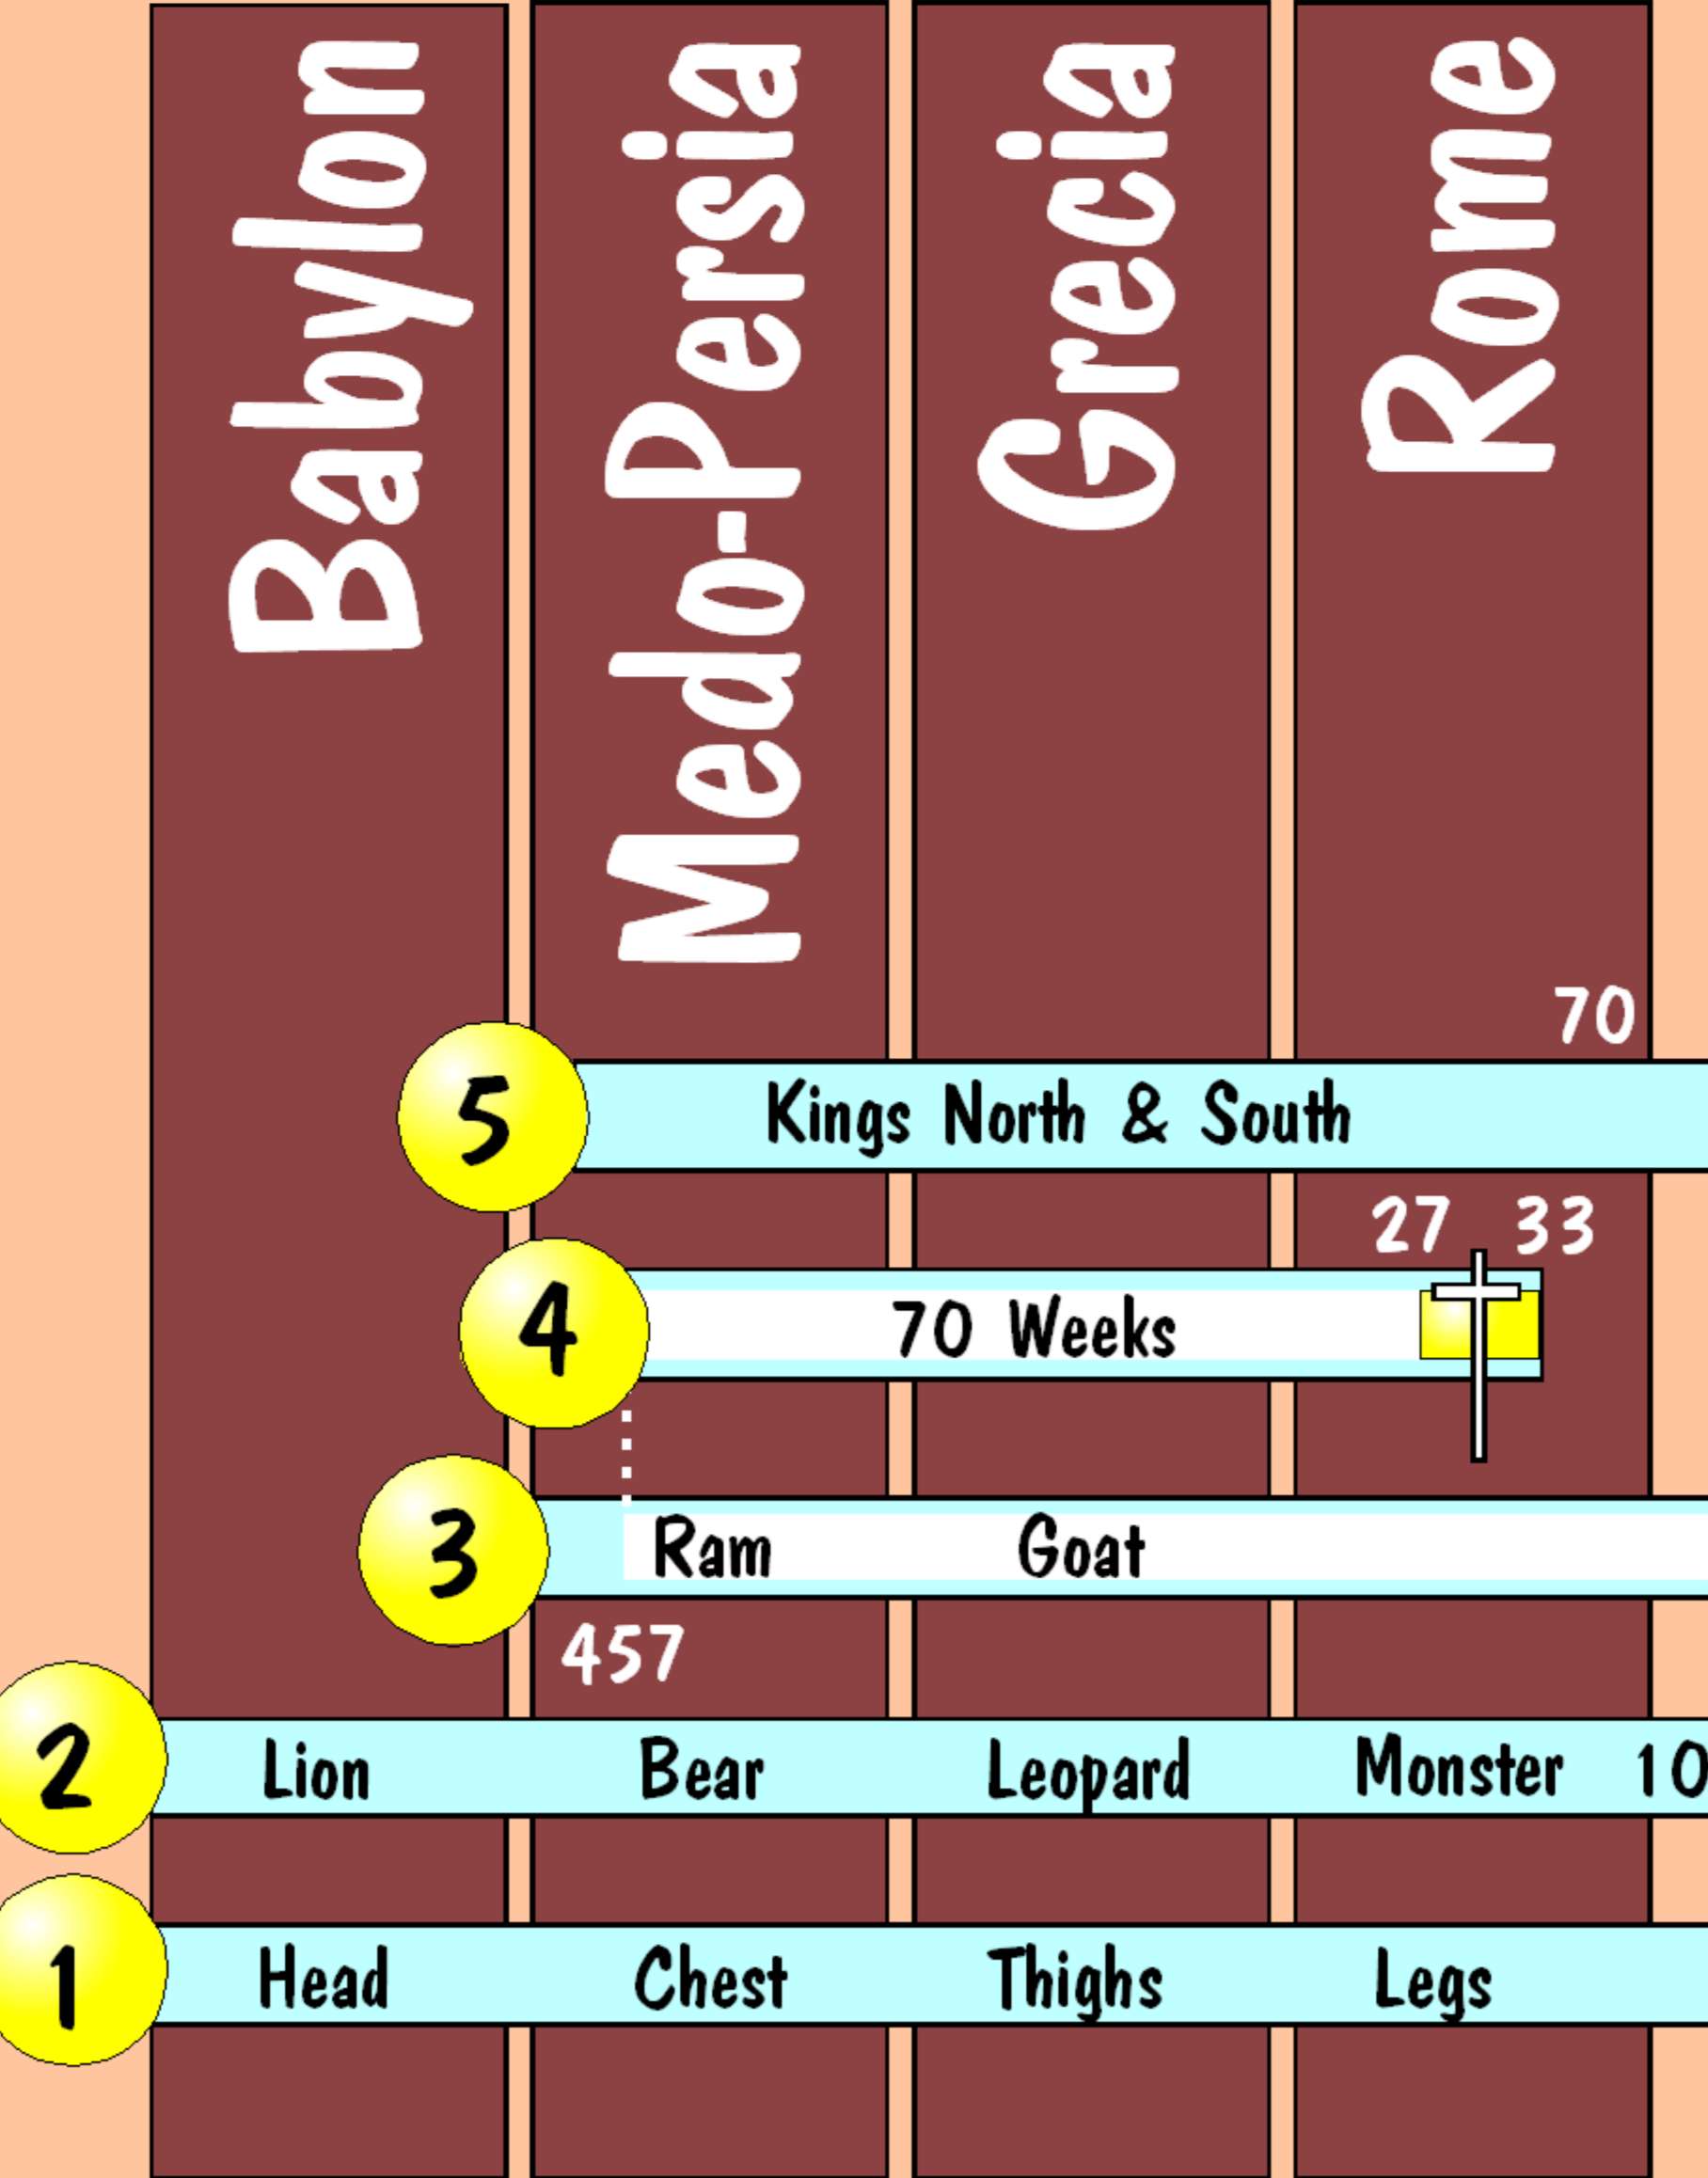 Babylon
Medo-Persia
Grecia
Rome
70
5 Kings North & South
27 33
4 70 Weeks
3 Ram Goat
457
2 Lion Bear Leopard Monster 10
1 Head Chest Thighs Legs